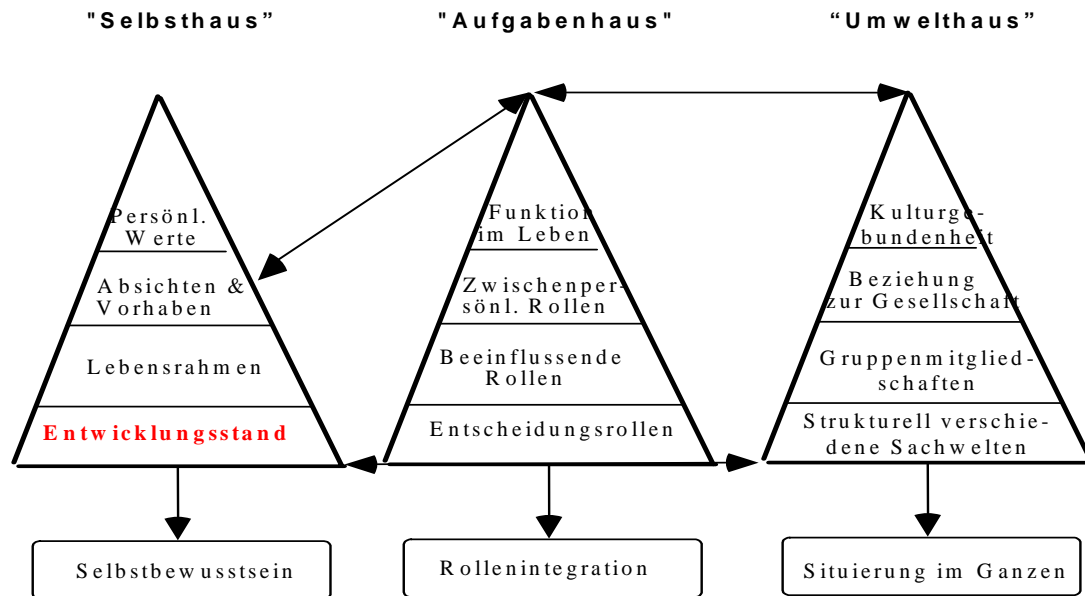 "Selbsthaus”
"Aufgabenhaus"
“Umwelthaus”
Persönl.
Werte
Absichten &
Vorhaben
Lebensrahmen
Entwicklungsstand
Funktion
im Leben
Zwischenper-
sönl. Rollen
Beeinflussende
Rollen
Entscheidungsrollen
Kulturge-
bundenheit
Beziehung
zur Gesellschaft
Gruppenmitglied-
schaften
Strukturell verschie-
dene Sachwelten
Selbstbewusstsein
Rollenintegration
Situierung im Ganzen